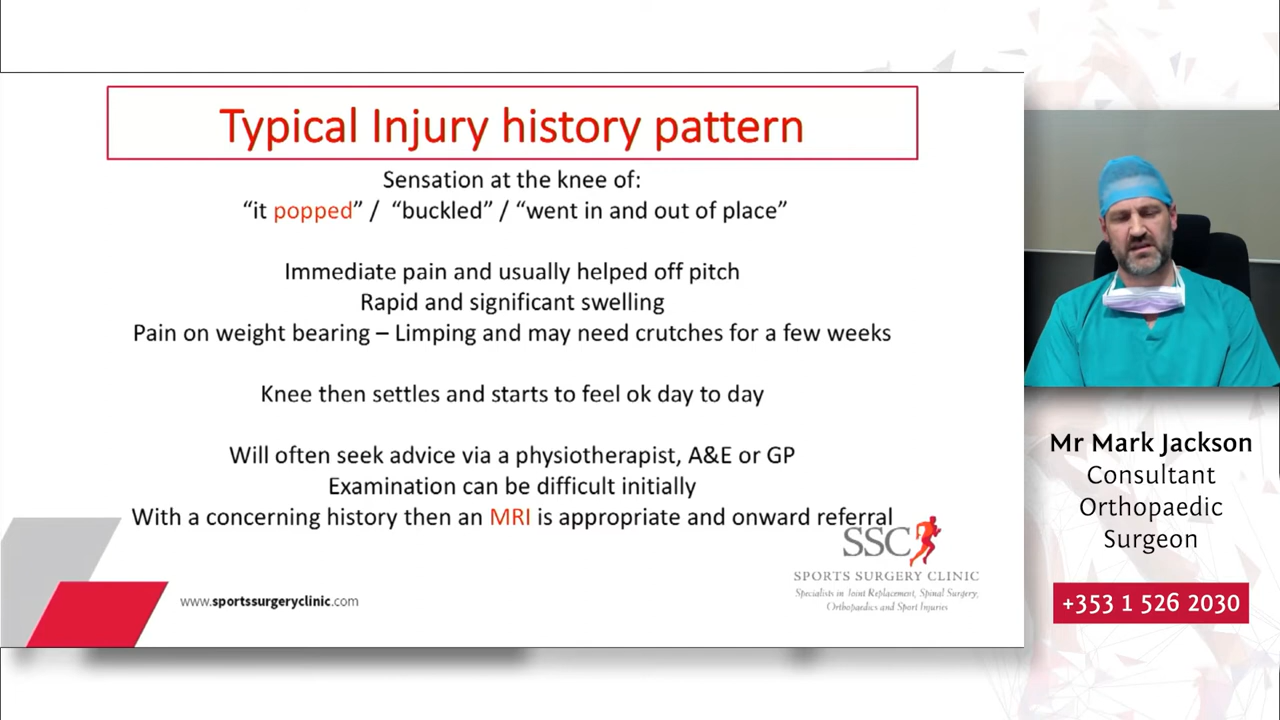 Typical Injury history pattern
Sensation at the knee of:
“it popped” / “buckled” / “went in and out of place”
Immediate pain and usually helped off pitch
Rapid and significant swelling
Pain on weight bearing – Limping and may need crutches for a few weeks
Knee then settles and starts to feel ok day to day
Will often seek advice via a physiotherapist, A&E or GP
Examination can be difficult initially
With a concerning history then an MRI is appropriate and onward referral
SSC
SPORTS SURGERY CLINIC
Specialists in Joint Replacement, Spinal Surgery,
Orthopaedics and Sport Injuries
www.sportssurgeryclinic.com
Mr Mark Jackson
Consultant
Orthopaedic
Surgeon
+353 1 526 2030